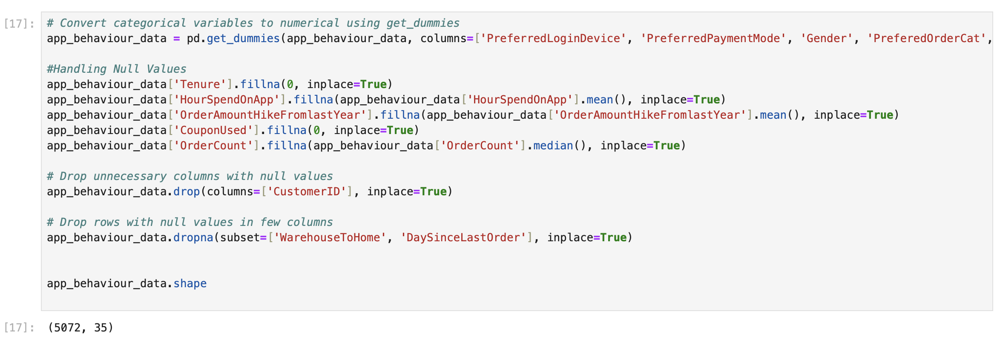 [17]:
# Convert categorical variables to numerical using get_dummies
app_behaviour_data = pd.get_dummies(app_behaviour_data, columns=['PreferredLoginDevice', 'PreferredPaymentMode', 'Gender', 'PreferedOrderCat',
#Handling Null Values
app_behaviour_data['Tenure'].fillna(0, inplace=True)
app_behaviour_data['HourSpendOnApp'].fillna(app_behaviour_data['HourSpendOnApp'].mean(), inplace=True)
app_behaviour_data['OrderAmountHikeFromlastYear'].fillna(app_behaviour_data['OrderAmountHikeFromlastYear'].mean(), inplace=True)
app_behaviour_data['CouponUsed'].fillna(0, inplace=True)
app_behaviour_data['OrderCount'].fillna(app_behaviour_data['OrderCount'].median(), inplace=True)
# Drop unnecessary columns with null values
app_behaviour_data.drop(columns=['CustomerID'], inplace=True)
# Drop rows with null values in few columns
app_behaviour_data.dropna(subset=['WarehouseToHome', 'DaySinceLastOrder'], inplace=True)
app_behaviour_data.shape
[17]: (5072, 35)